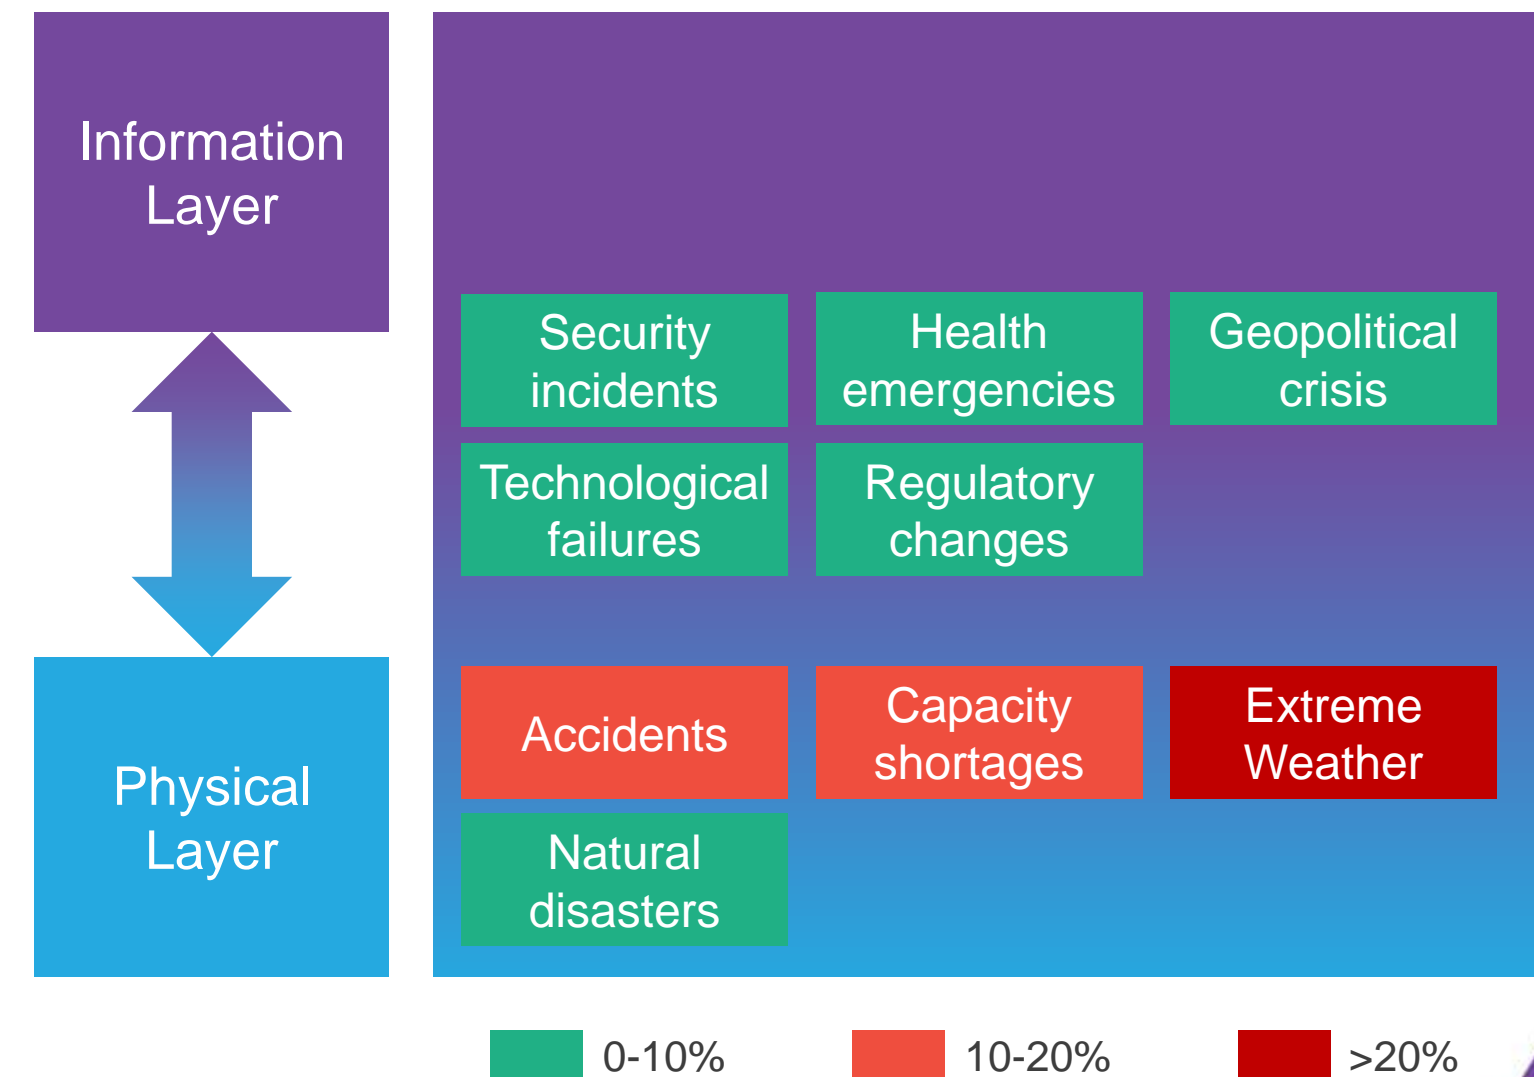 Information
Layer
Security
incidents
Health
emergencies
Geopolitical
crisis
Technological
failures
Regulatory
changes
Physical
Layer
Accidents
Capacity
shortages
Extreme
Weather
Natural
disasters
0-10%
10-20%
>20%